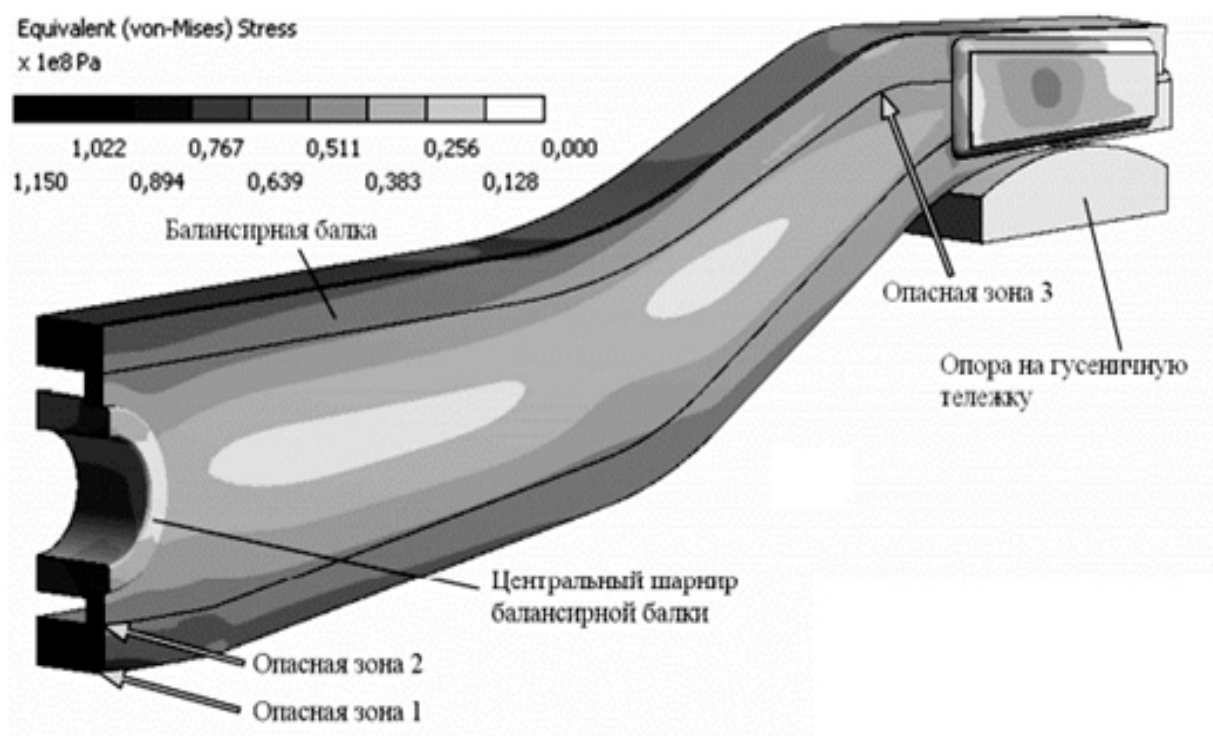 Equivalent (von-Mises) Stress
x 1e8 Pa
1,022 0,767 0,511 0,256 0,000
1,150 0,894 0,639 0,383 0,128
Балансирная балка
Опасная зона 3
Опора на гусеничную
тележку
Центральный шарнир
балансирной балки
Опасная зона 2
Опасная зона 1